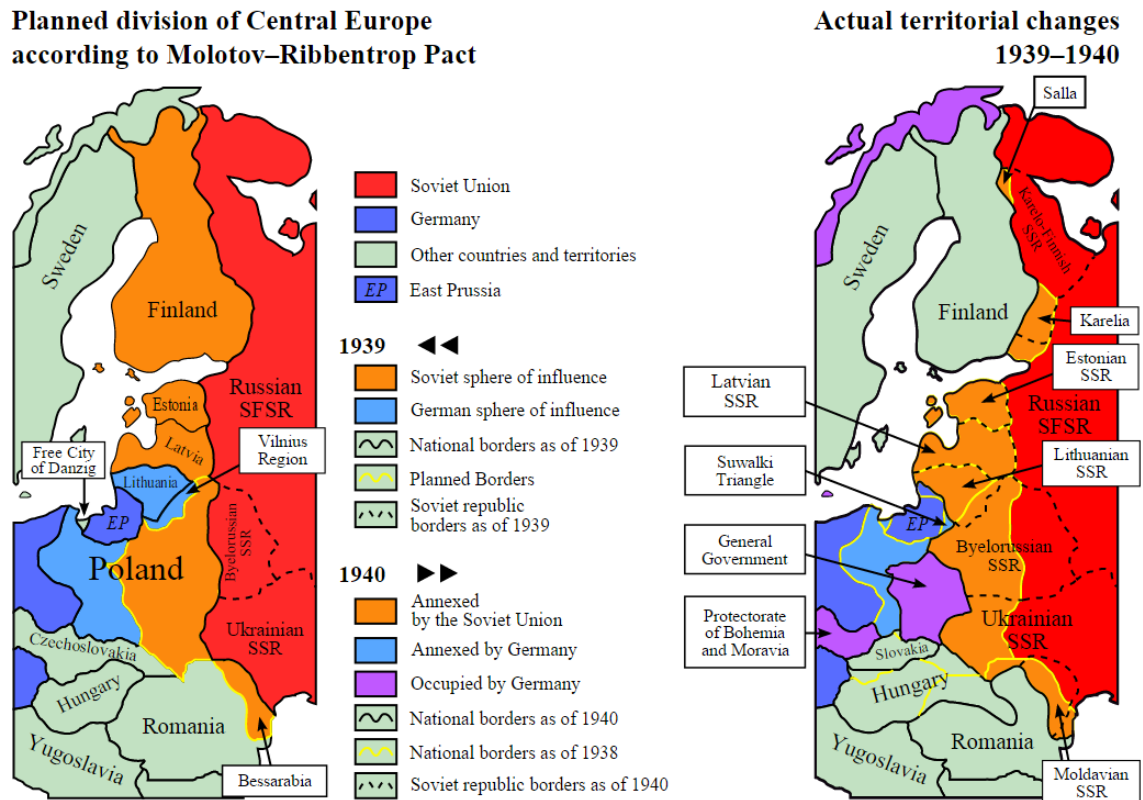 Planned division of Central Europe
according to Molotov–Ribbentrop Pact
Sweden
Finland
Estonia
Latvia
Lithuania
Russian
SFSR
Free City
of Danzig
Vilnius
Region
EP
Poland
Byelorussian
SSR
Ukrainian
SSR
Czechoslovakia
Hungary
Romania
Yugoslavia
Bessarabia
Soviet Union
Germany
Other countries and territories
EP
East Prussia
1939
Soviet sphere of influence
German sphere of influence
National borders as of 1939
Planned Borders
Soviet republic
borders as of 1939
1940
Annexed
by the Soviet Union
Annexed by Germany
Occupied by Germany
National borders as of 1940
National borders as of 1938
Soviet republic borders as of 1940
Actual territorial changes
1939–1940
Salla
Sweden
Karelo-Finnish
SSR
Finland
Karelia
Estonian
SSR
Latvian
SSR
Russian
SFSR
Lithuanian
SSR
Suwalki
Triangle
EP
General
Government
Byelorussian
SSR
Protectorate
of Bohemia
and Moravia
Ukrainian
SSR
Slovakia
Hungary
Romania
Yugoslavia
Moldavian
SSR